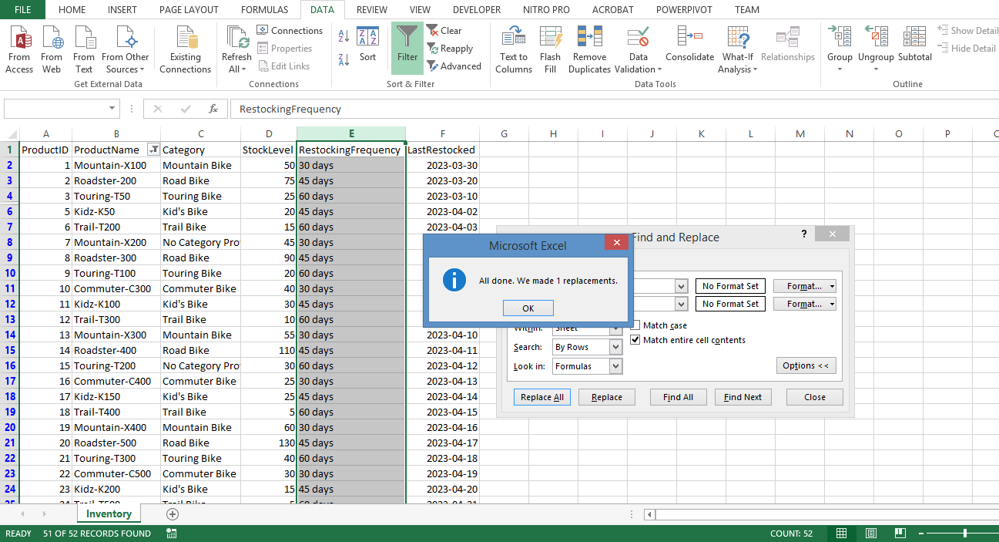 FILE HOME INSERT PAGE LAYOUT FORMULAS DATA REVIEW VIEW DEVELOPER NITRO PRO ACROBAT POWERPIVOT TEAM
From Access From Web From Text From Other Sources Existing Connections Refresh All Connections Properties Edit Links Sort Filter Clear Reapply Advanced Text to Columns Flash Fill Remove Duplicates Data Validation Consolidate What-If Analysis Relationships Group Ungroup Subtotal Show Detail Hide Detail
Get External Data Connections Sort & Filter Data Tools Outline
fx RestockingFrequency
A B C D E F G H I J K L M N O P
1 ProductID ProductName Category StockLevel RestockingFrequency LastRestocked
2 1 Mountain-X100 Mountain Bike 50 30 days 2023-03-30
3 2 Roadster-200 Road Bike 75 45 days 2023-03-20
4 3 Touring-T50 Touring Bike 25 60 days 2023-03-10
6 5 Kidz-K50 Kid's Bike 20 45 days 2023-04-02
7 6 Trail-T200 Trail Bike 15 60 days 2023-04-03
8 7 Mountain-X200 No Category Pro 45 30 days
9 8 Roadster-300 Road Bike 90 45 days
10 9 Touring-T100 Touring Bike 20 60 days
11 10 Commuter-C300 Commuter Bike 40 30 days
12 11 Kidz-K100 Kid's Bike 30 45 days
13 12 Trail-T300 Trail Bike 10 60 days
14 13 Mountain-X300 Mountain Bike 55 30 days 2023-04-10
15 14 Roadster-400 Road Bike 110 45 days 2023-04-11
16 15 Touring-T200 No Category Pro 30 60 days 2023-04-12
17 16 Commuter-C400 Commuter Bike 25 30 days 2023-04-13
18 17 Kidz-K150 Kid's Bike 25 45 days 2023-04-14
19 18 Trail-T400 Trail Bike 5 60 days 2023-04-15
20 19 Mountain-X400 Mountain Bike 60 30 days 2023-04-16
21 20 Roadster-500 Road Bike 130 45 days 2023-04-17
22 21 Touring-T300 Touring Bike 40 60 days 2023-04-18
23 22 Commuter-C500 Commuter Bike 30 30 days 2023-04-19
24 23 Kidz-K200 Kid's Bike 15 45 days 2023-04-20
Find and Replace ?
Microsoft Excel
All done. We made 1 replacements.
OK
No Format Set Format...
No Format Set Format...
Within: Sheet Match case
Search: By Rows Match entire cell contents
Look in: Formulas Options <<
Replace All Replace Find All Find Next Close
Inventory
READY 51 OF 52 RECORDS FOUND COUNT: 52